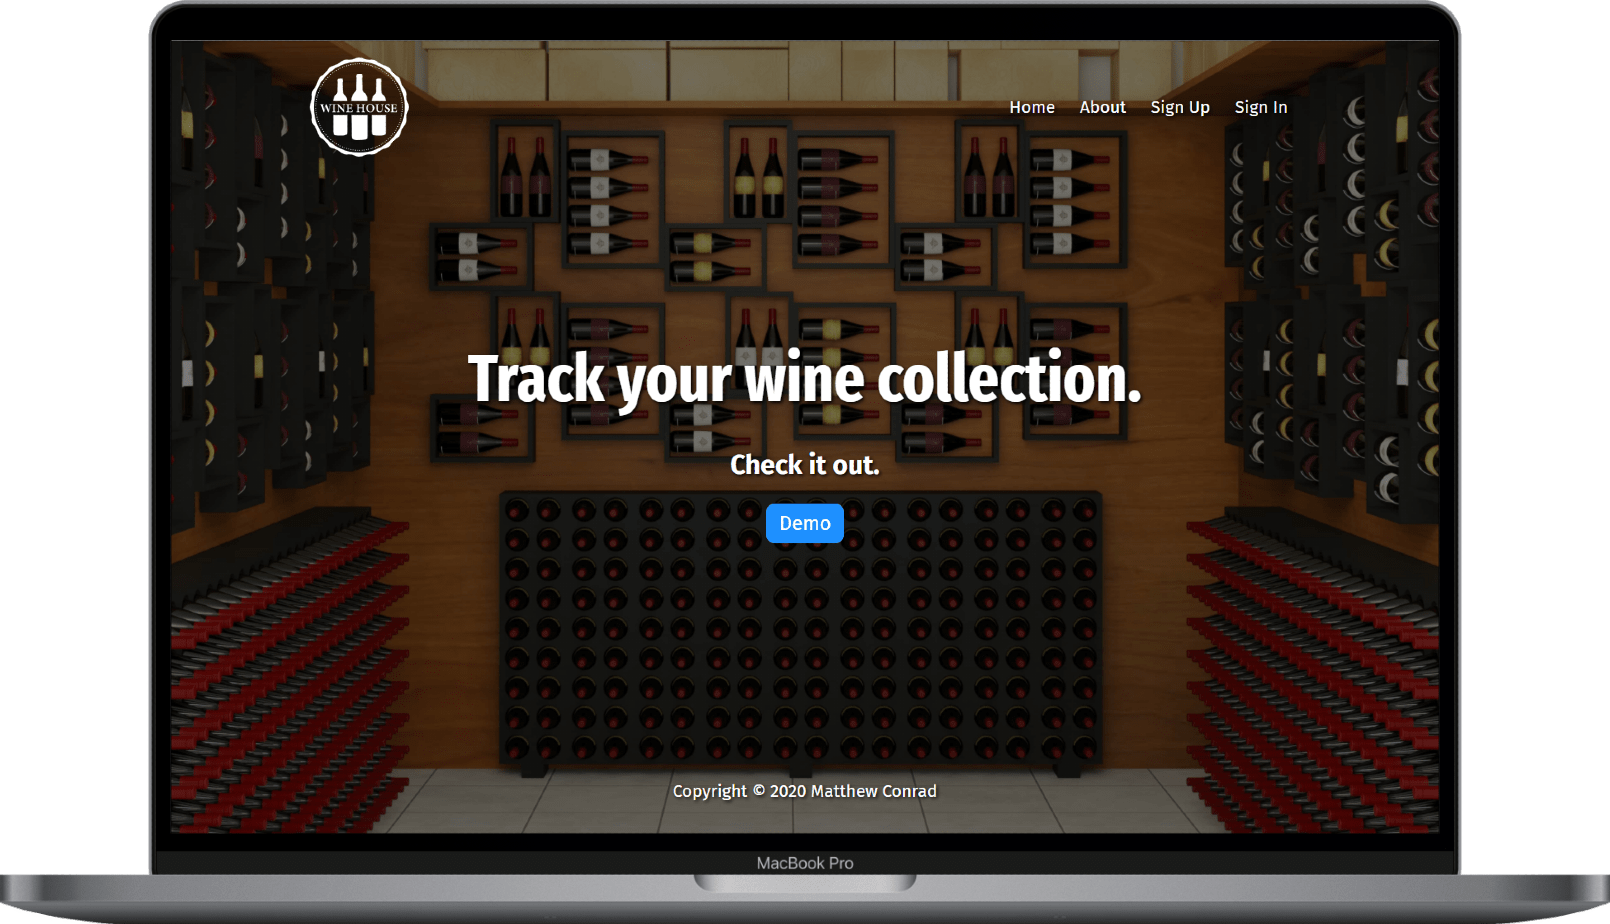 WINE HOUSE
Home About Sign Up Sign In
Track your wine collection.
Check it out.
Demo
Copyright © 2020 Matthew Conrad
MacBook Pro